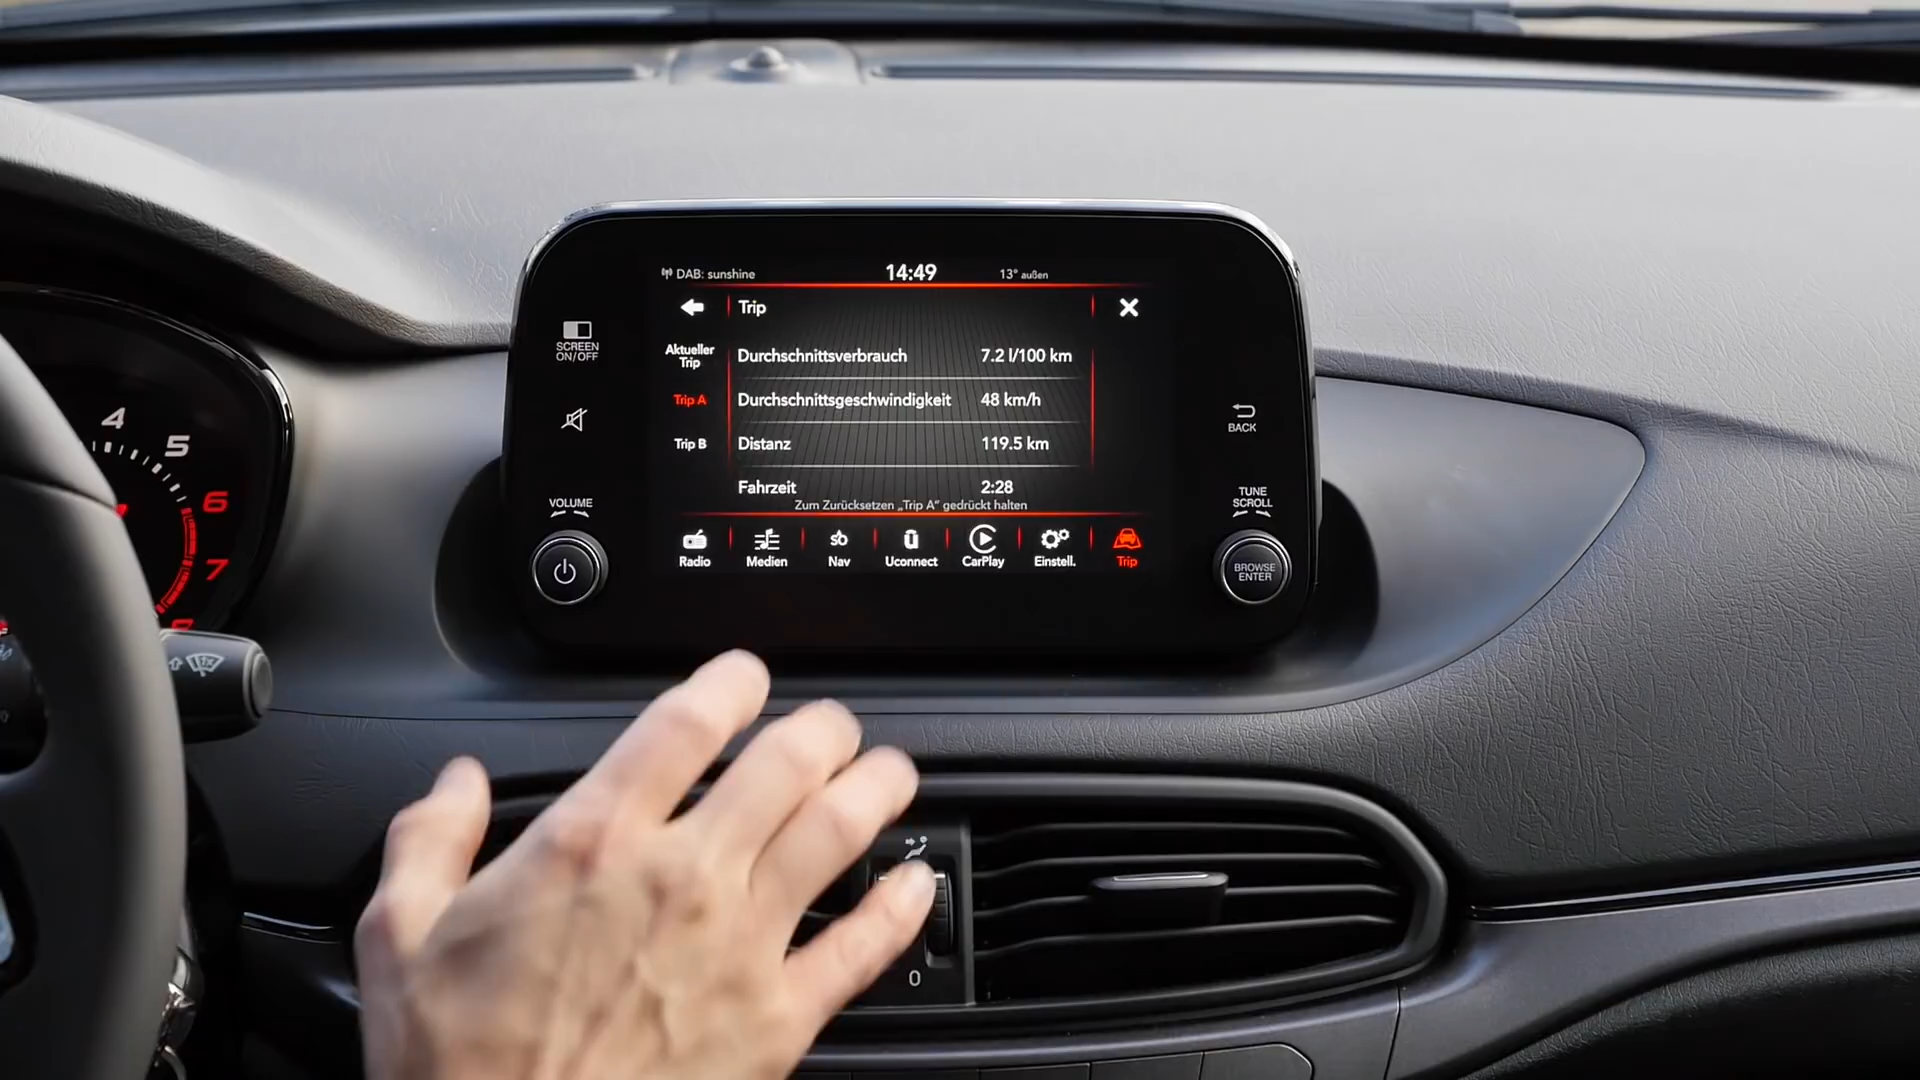 DAB: sunshine
14:49
13° außen
Trip
SCREEN
ON/OFF
Aktueller
Trip
Durchschnittsverbrauch 7.2 l/100 km
Trip A
Durchschnittsgeschwindigkeit 48 km/h
Trip B
Distanz 119.5 km
Fahrzeit 2:28
Zum Zurücksetzen „Trip A“ gedrückt halten
BACK
VOLUME
TUNE
SCROLL
Radio
Medien
Nav
Uconnect
CarPlay
Einstell.
Trip
BROWSE
ENTER
4
5
6
7
8
1x
0